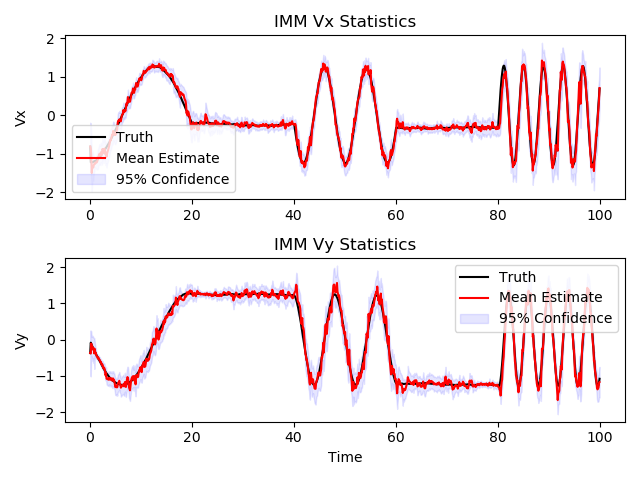 IMM Vx Statistics
2
1
0
−1
−2
Vx
Truth
Mean Estimate
95% Confidence
0
20
40
60
80
100
IMM Vy Statistics
2
1
0
−1
−2
Vy
Truth
Mean Estimate
95% Confidence
0
20
40
60
80
100
Time